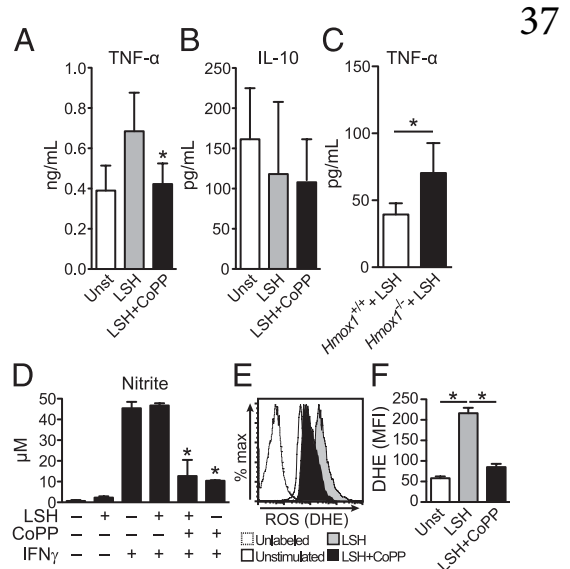 37
A
TNF-α
ng/mL
1.0
0.8
0.6
0.4
0.2
0.0
Unst
LSH
LSH+CoPP
*
B
IL-10
pg/mL
250
200
150
100
50
0
Unst
LSH
LSH+CoPP
C
TNF-α
pg/mL
150
100
50
0
*
Hmox1+/+ + LSH
Hmox1-/- + LSH
D
Nitrite
µM
50
40
30
20
10
0
* *
LSH − + − + + −
CoPP − − − − + +
IFNγ − − + + + +
E
% max
ROS (DHE)
Unlabeled LSH
Unstimulated LSH+CoPP
F
DHE (MFI)
250
200
150
100
50
0
* *
Unst
LSH
LSH+CoPP